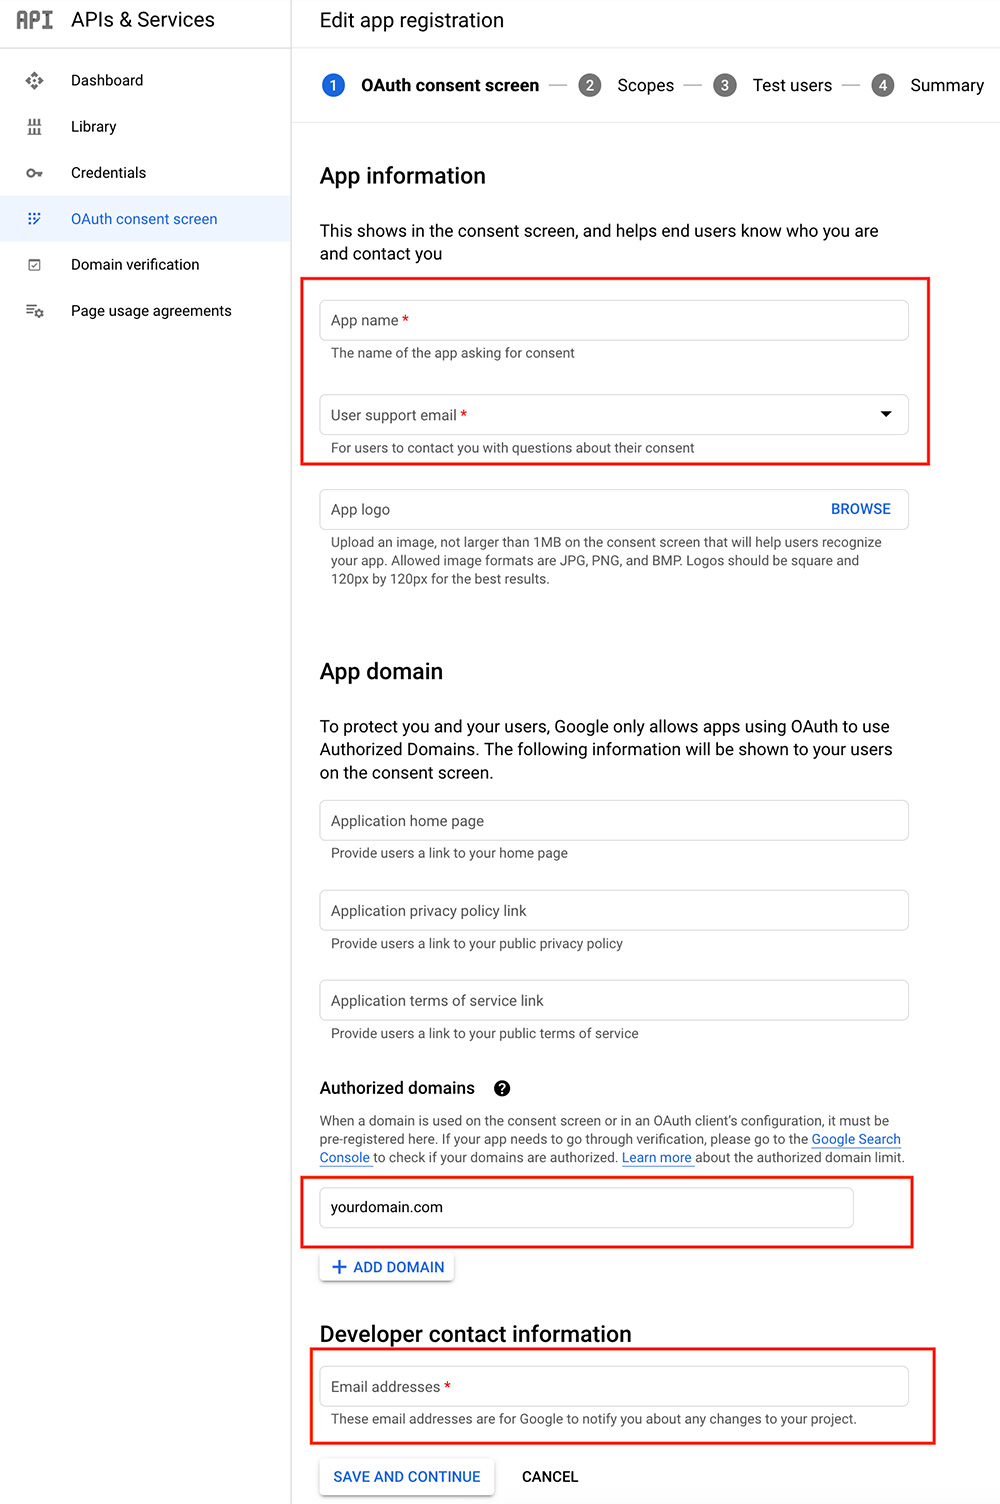 API APIs & Services
Edit app registration
Dashboard
Library
Credentials
OAuth consent screen
Domain verification
Page usage agreements
1 OAuth consent screen — 2 Scopes — 3 Test users — 4 Summary
App information
This shows in the consent screen, and helps end users know who you are
and contact you
App name *
The name of the app asking for consent
User support email *
For users to contact you with questions about their consent
App logo BROWSE
Upload an image, not larger than 1MB on the consent screen that will help users recognize
your app. Allowed image formats are JPG, PNG, and BMP. Logos should be square and
120px by 120px for the best results.
App domain
To protect you and your users, Google only allows apps using OAuth to use
Authorized Domains. The following information will be shown to your users
on the consent screen.
Application home page
Provide users a link to your home page
Application privacy policy link
Provide users a link to your public privacy policy
Application terms of service link
Provide users a link to your public terms of service
Authorized domains ?
When a domain is used on the consent screen or in an OAuth client's configuration, it must be
pre-registered here. If your app needs to go through verification, please go to the Google Search
Console to check if your domains are authorized. Learn more about the authorized domain limit.
yourdomain.com
+ ADD DOMAIN
Developer contact information
Email addresses *
These email addresses are for Google to notify you about any changes to your project.
SAVE AND CONTINUE CANCEL